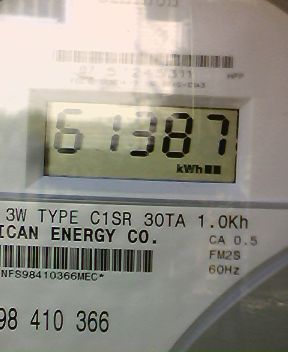 61387
kWh
3W TYPE C1SR 30TA 1.0Kh
ICAN ENERGY CO.
CA 0.5
FM2S
60Hz
NFS98410366MEC*
98 410 366